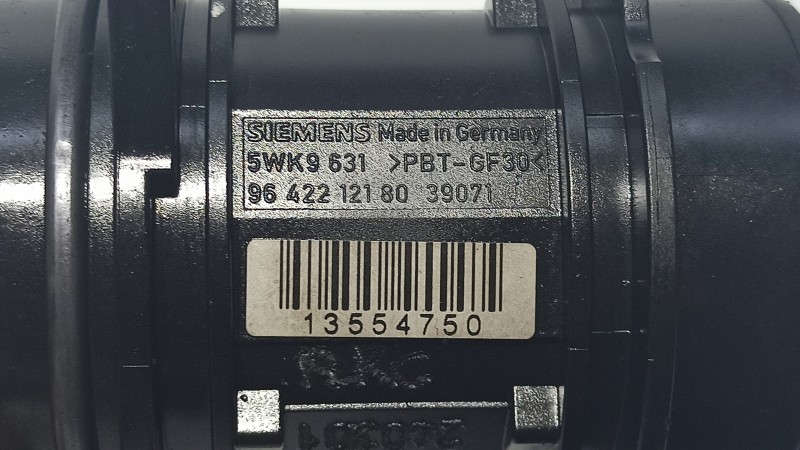 SIEMENS Made in Germany
5WK9 631 >PBT-GF30<
96 422 121 80 39071
13554750